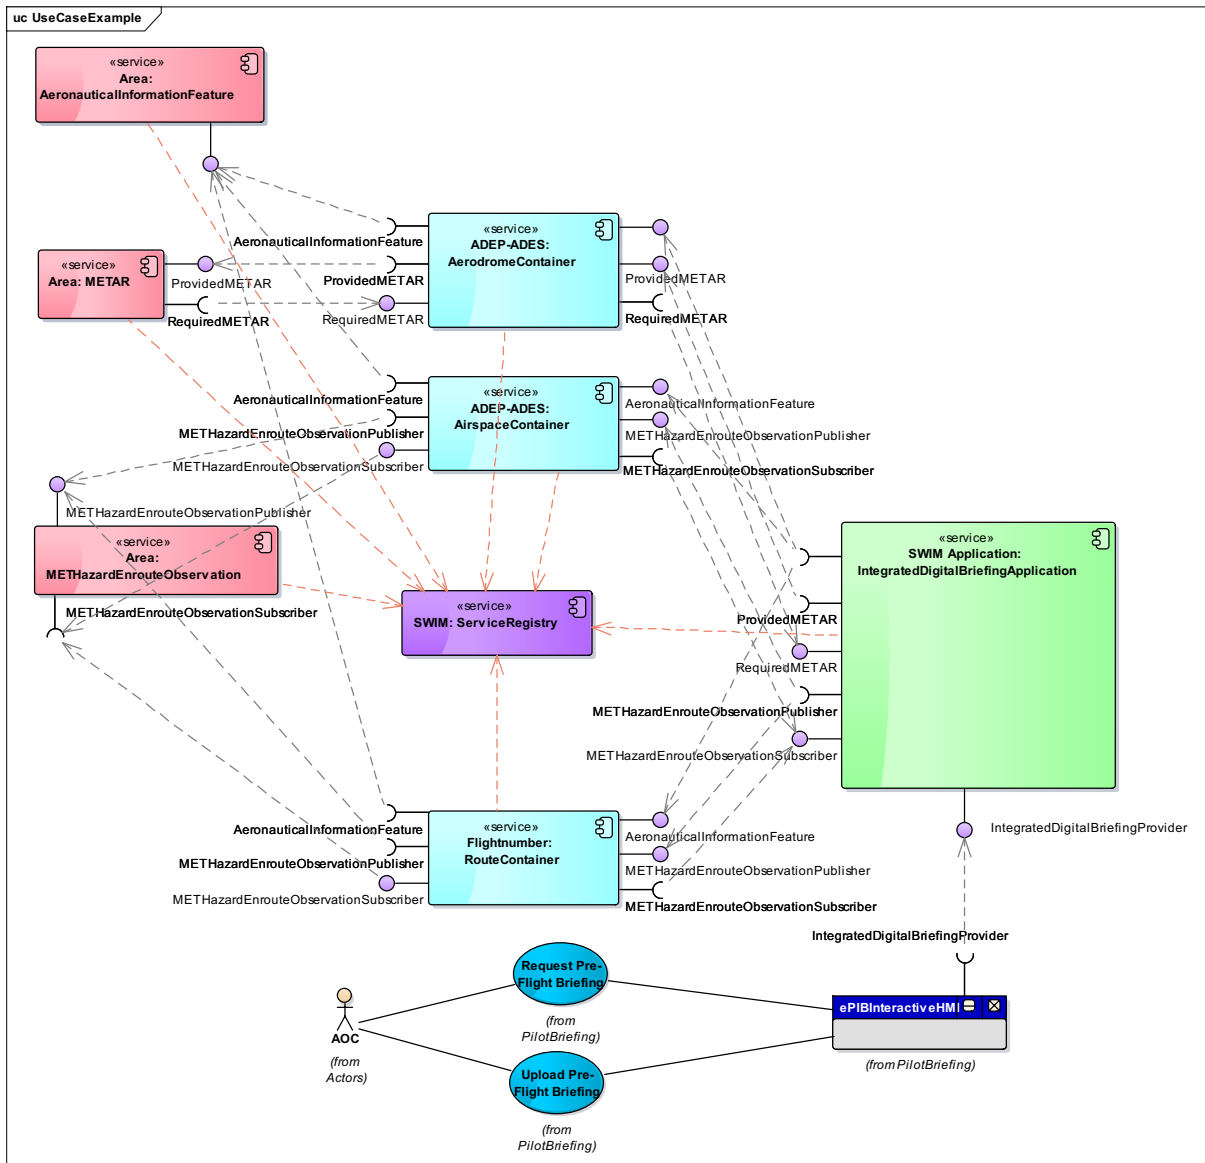 uc UseCaseExample
«service»
Area:
AeronauticalInformationFeature
«service»
ADEP-ADES:
AerodromeContainer
AeronauticalInformationFeature
«service»
Area: METAR
ProvidedMETAR
ProvidedMETAR
ProvidedMETAR
RequiredMETAR
RequiredMETAR
RequiredMETAR
«service»
ADEP-ADES:
AirspaceContainer
AeronauticalInformationFeature
AeronauticalInformationFeature
METHazardEnrouteObservationPublisher
METHazardEnrouteObservationPublisher
METHazardEnrouteObservationSubscriber
METHazardEnrouteObservationSubscriber
METHazardEnrouteObservationPublisher
«service»
Area:
METHazardEnrouteObservation
METHazardEnrouteObservationSubscriber
«service»
SWIM Application:
IntegratedDigitalBriefingApplication
«service»
SWIM: ServiceRegistry
ProvidedMETAR
RequiredMETAR
METHazardEnrouteObservationPublisher
METHazardEnrouteObservationSubscriber
«service»
Flightnumber:
RouteContainer
AeronauticalInformationFeature
AeronauticalInformationFeature
METHazardEnrouteObservationPublisher
METHazardEnrouteObservationPublisher
METHazardEnrouteObservationSubscriber
METHazardEnrouteObservationSubscriber
IntegratedDigitalBriefingProvider
IntegratedDigitalBriefingProvider
Request Pre-
Flight Briefing
(from
PilotBriefing)
ePIBInteractiveHMI
(from PilotBriefing)
AOC
(from
Actors)
Upload Pre-
Flight Briefing
(from
PilotBriefing)